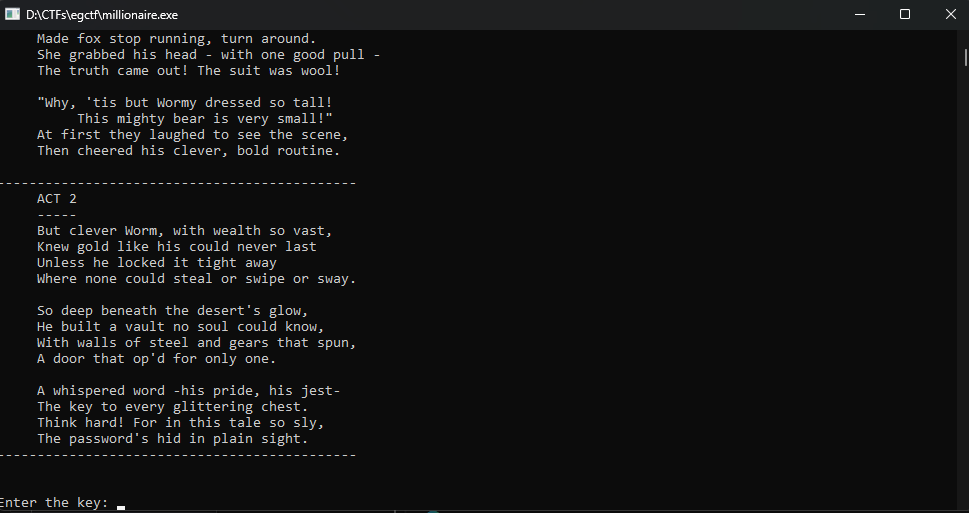 D:\CTFs\egctf\millionaire.exe
Made fox stop running, turn around.
She grabbed his head - with one good pull -
The truth came out! The suit was wool!
"Why, 'tis but Wormy dressed so tall!
This mighty bear is very small!"
At first they laughed to see the scene,
Then cheered his clever, bold routine.
---------------------------------------------
ACT 2
-----
But clever Worm, with wealth so vast,
Knew gold like his could never last
Unless he locked it tight away
Where none could steal or swipe or sway.
So deep beneath the desert's glow,
He built a vault no soul could know,
With walls of steel and gears that spun,
A door that op'd for only one.
A whispered word -his pride, his jest-
The key to every glittering chest.
Think hard! For in this tale so sly,
The password's hid in plain sight.
---------------------------------------------
Enter the key: